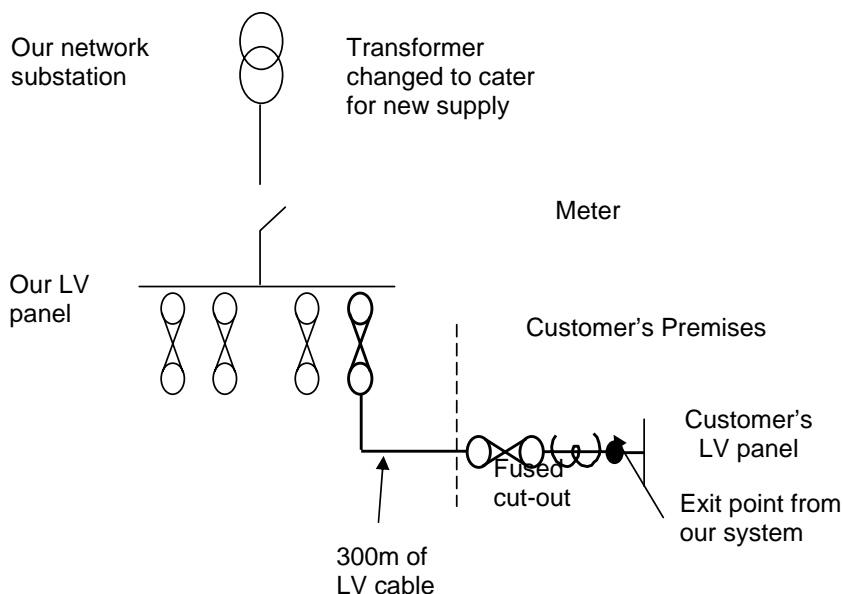 Our network
substation
Transformer
changed to cater
for new supply
Meter
Our LV
panel
Customer's Premises
Customer's
LV panel
Fused
cut-out
Exit point from
our system
300m of
LV cable